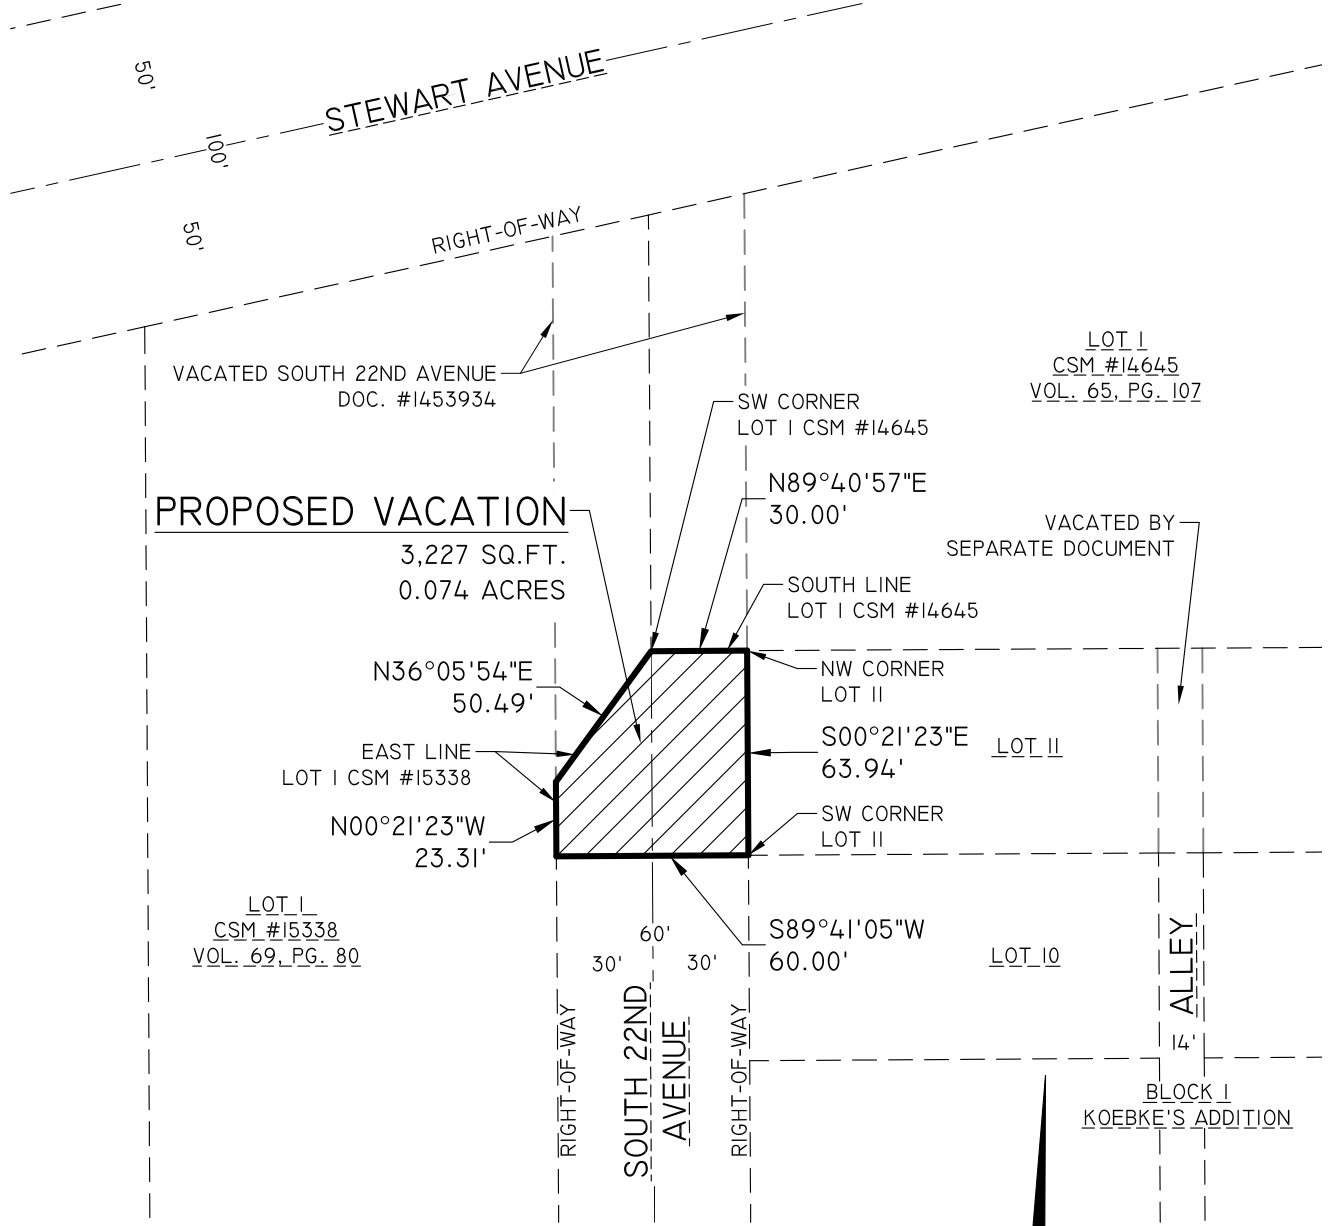 50'
STEWART AVENUE
100'
50'
RIGHT-OF-WAY
VACATED SOUTH 22ND AVENUE
DOC. #1453934
LOT 1
CSM #14645
VOL. 65, PG. 107
SW CORNER
LOT 1 CSM #14645
N89°40'57"E
30.00'
PROPOSED VACATION
3,227 SQ.FT.
0.074 ACRES
VACATED BY
SEPARATE DOCUMENT
SOUTH LINE
LOT 1 CSM #14645
N36°05'54"E
50.49'
NW CORNER
LOT 11
EAST LINE
LOT 1 CSM #15338
S00°21'23"E
63.94'
LOT 11
N00°21'23"W
23.31'
SW CORNER
LOT 11
LOT 1
CSM #15338
VOL. 69, PG. 80
60'
30'
30'
S89°41'05"W
60.00'
LOT 10
RIGHT-OF-WAY
SOUTH 22ND
AVENUE
RIGHT-OF-WAY
ALLEY
14'
BLOCK 1
KOEBKE'S ADDITION